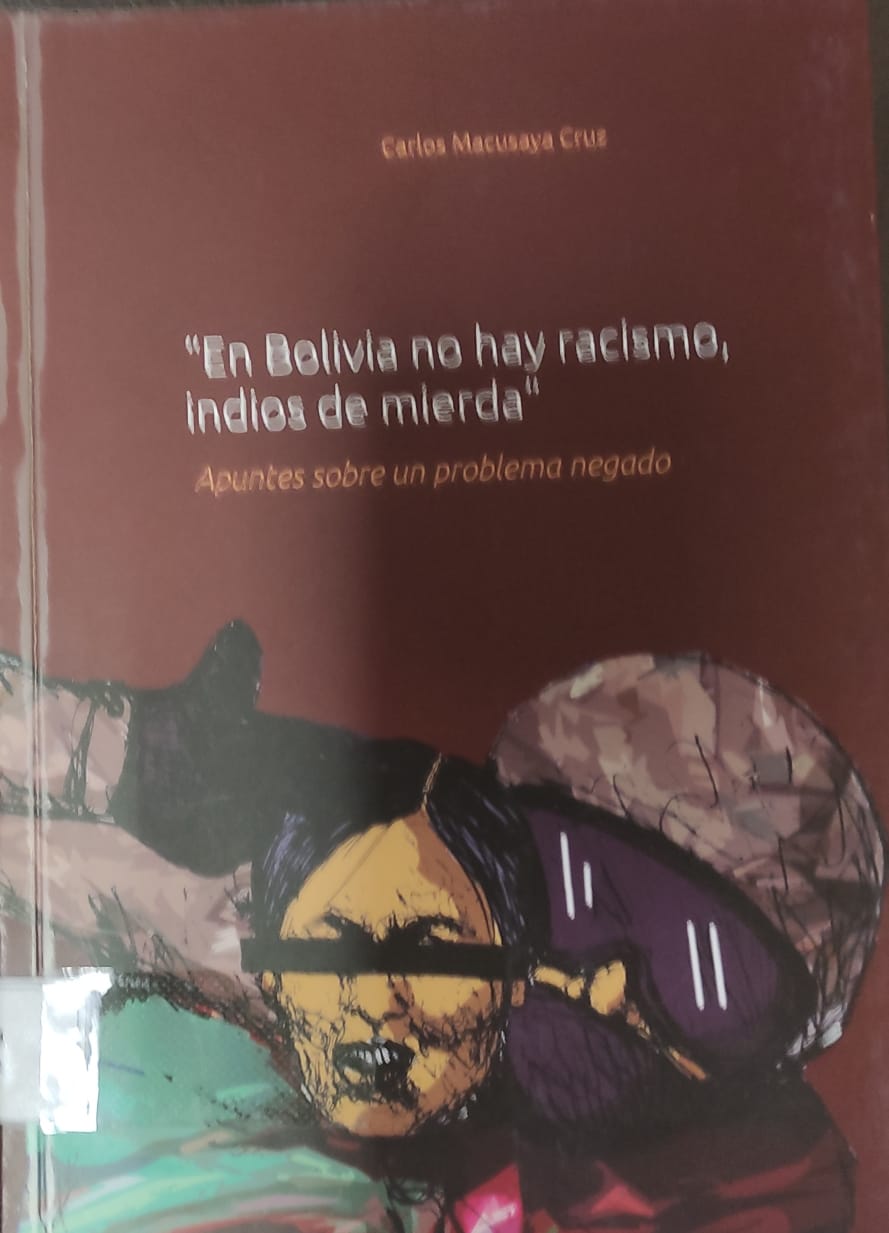 Carlos Macusaya Cruz
“En Bolivia no hay racismo,
indios de mierda”
Apuntes sobre un problema negado